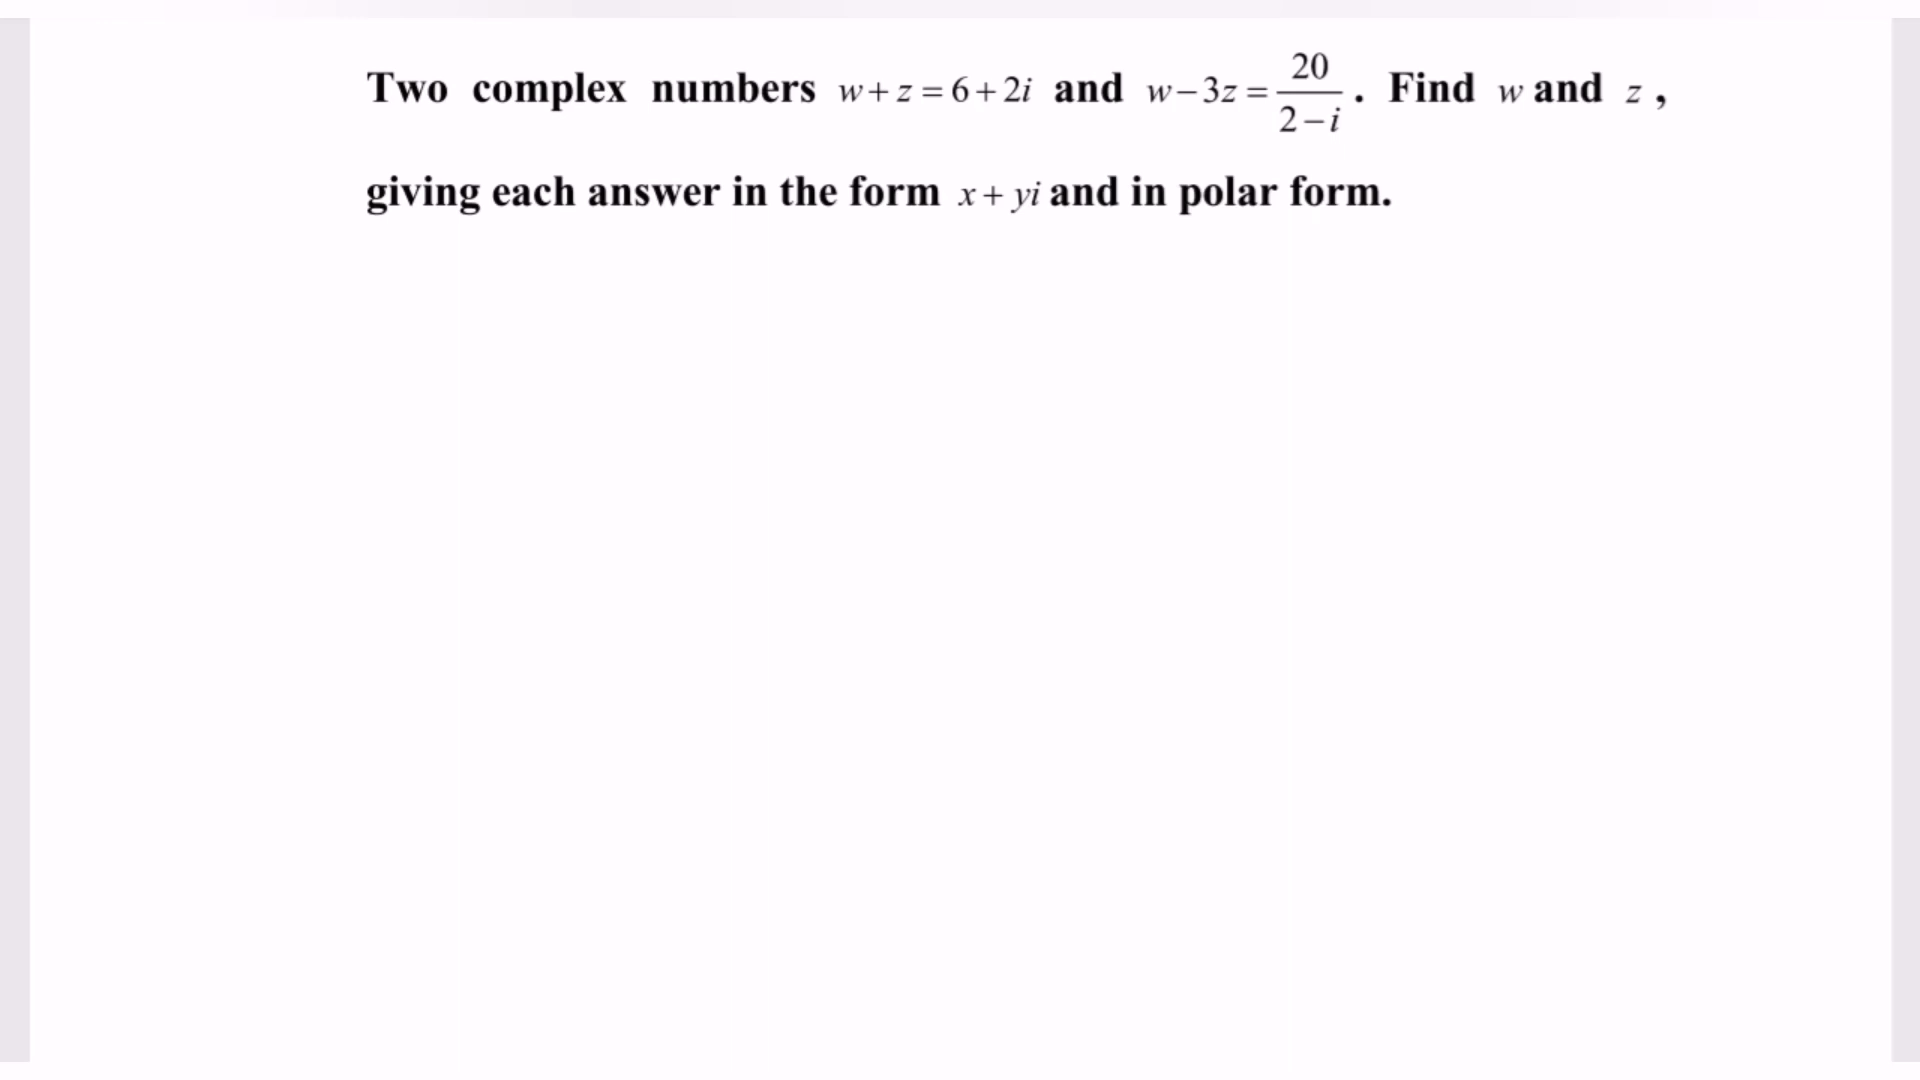 Two complex numbers w+z=6+2i and w−3z=20/(2−i). Find w and z,
giving each answer in the form x+yi and in polar form.